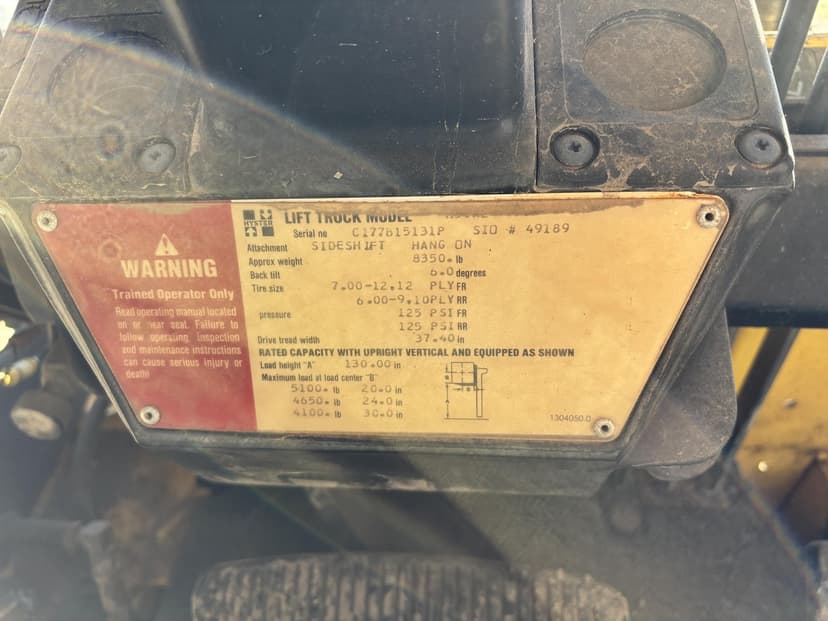 HYSTER
LIFT TRUCK MODEL
Serial no C177B15131P SIO # 49189
Attachment SIDESHIFT HANG ON
Approx weight 8350. lb
Back tilt 6.0 degrees
Tire size 7.00-12,12 PLY FR
6.00-9,10PLY RR
pressure 125 PSI FR
125 PSI RR
Drive tread width 37.40 in
RATED CAPACITY WITH UPRIGHT VERTICAL AND EQUIPPED AS SHOWN
Load height "A" 130.00 in
Maximum load at load center "B"
5100. lb 20.0 in
4650. lb 24.0 in
4100. lb 30.0 in
1304050.0
WARNING
Trained Operator Only
Read operating manual located
on or rear seat. Failure to
follow operating, inspection
and maintenance instructions
can cause serious injury or
death!